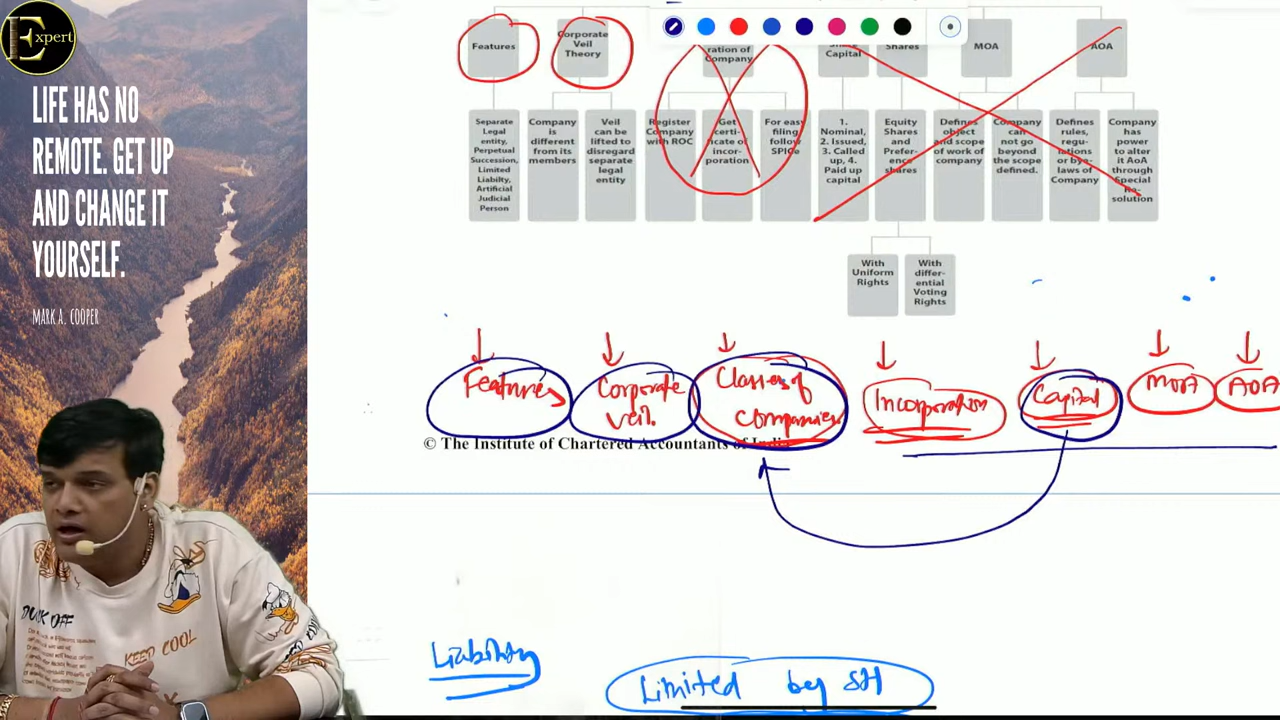 Expert
LIFE HAS NO
REMOTE. GET UP
AND CHANGE IT
YOURSELF.
MARK A. COOPER
Features
Corporate
Veil
Theory
ration of
Company
Capital
Shares
MOA
AOA
Separate
Legal
entity,
Perpetual
Succession,
Limited
Liabilty,
Artificial
Judicial
Person
Company
is
different
from its
members
Veil
can be
lifted to
disregard
separate
legal
entity
Register
Company
with ROC
Get
certi-
ficate of
incor-
poration
For easy
filing
follow
SPICe
1.
Nominal,
2. Issued,
3. Called
up, 4.
Paid up
capital
Equity
Shares
and
Prefer-
ence
shares
Defines
object
and scope
of work of
company
Company
can
not go
beyond
the scope
defined.
Defines
rules,
regu-
lations
or bye-
laws of
Company
Company
has
power
to alter
it AoA
through
Special
Re-
solution
With
Uniform
Rights
With
differ-
ential
Voting
Rights
Features
Corporate
Veil.
Classes of
Companies
Incorporation
Capital
MOA
AOA
© The Institute of Chartered Accountants of India
Liability
Limited by SH
DUCK OFF
KEEP COOL